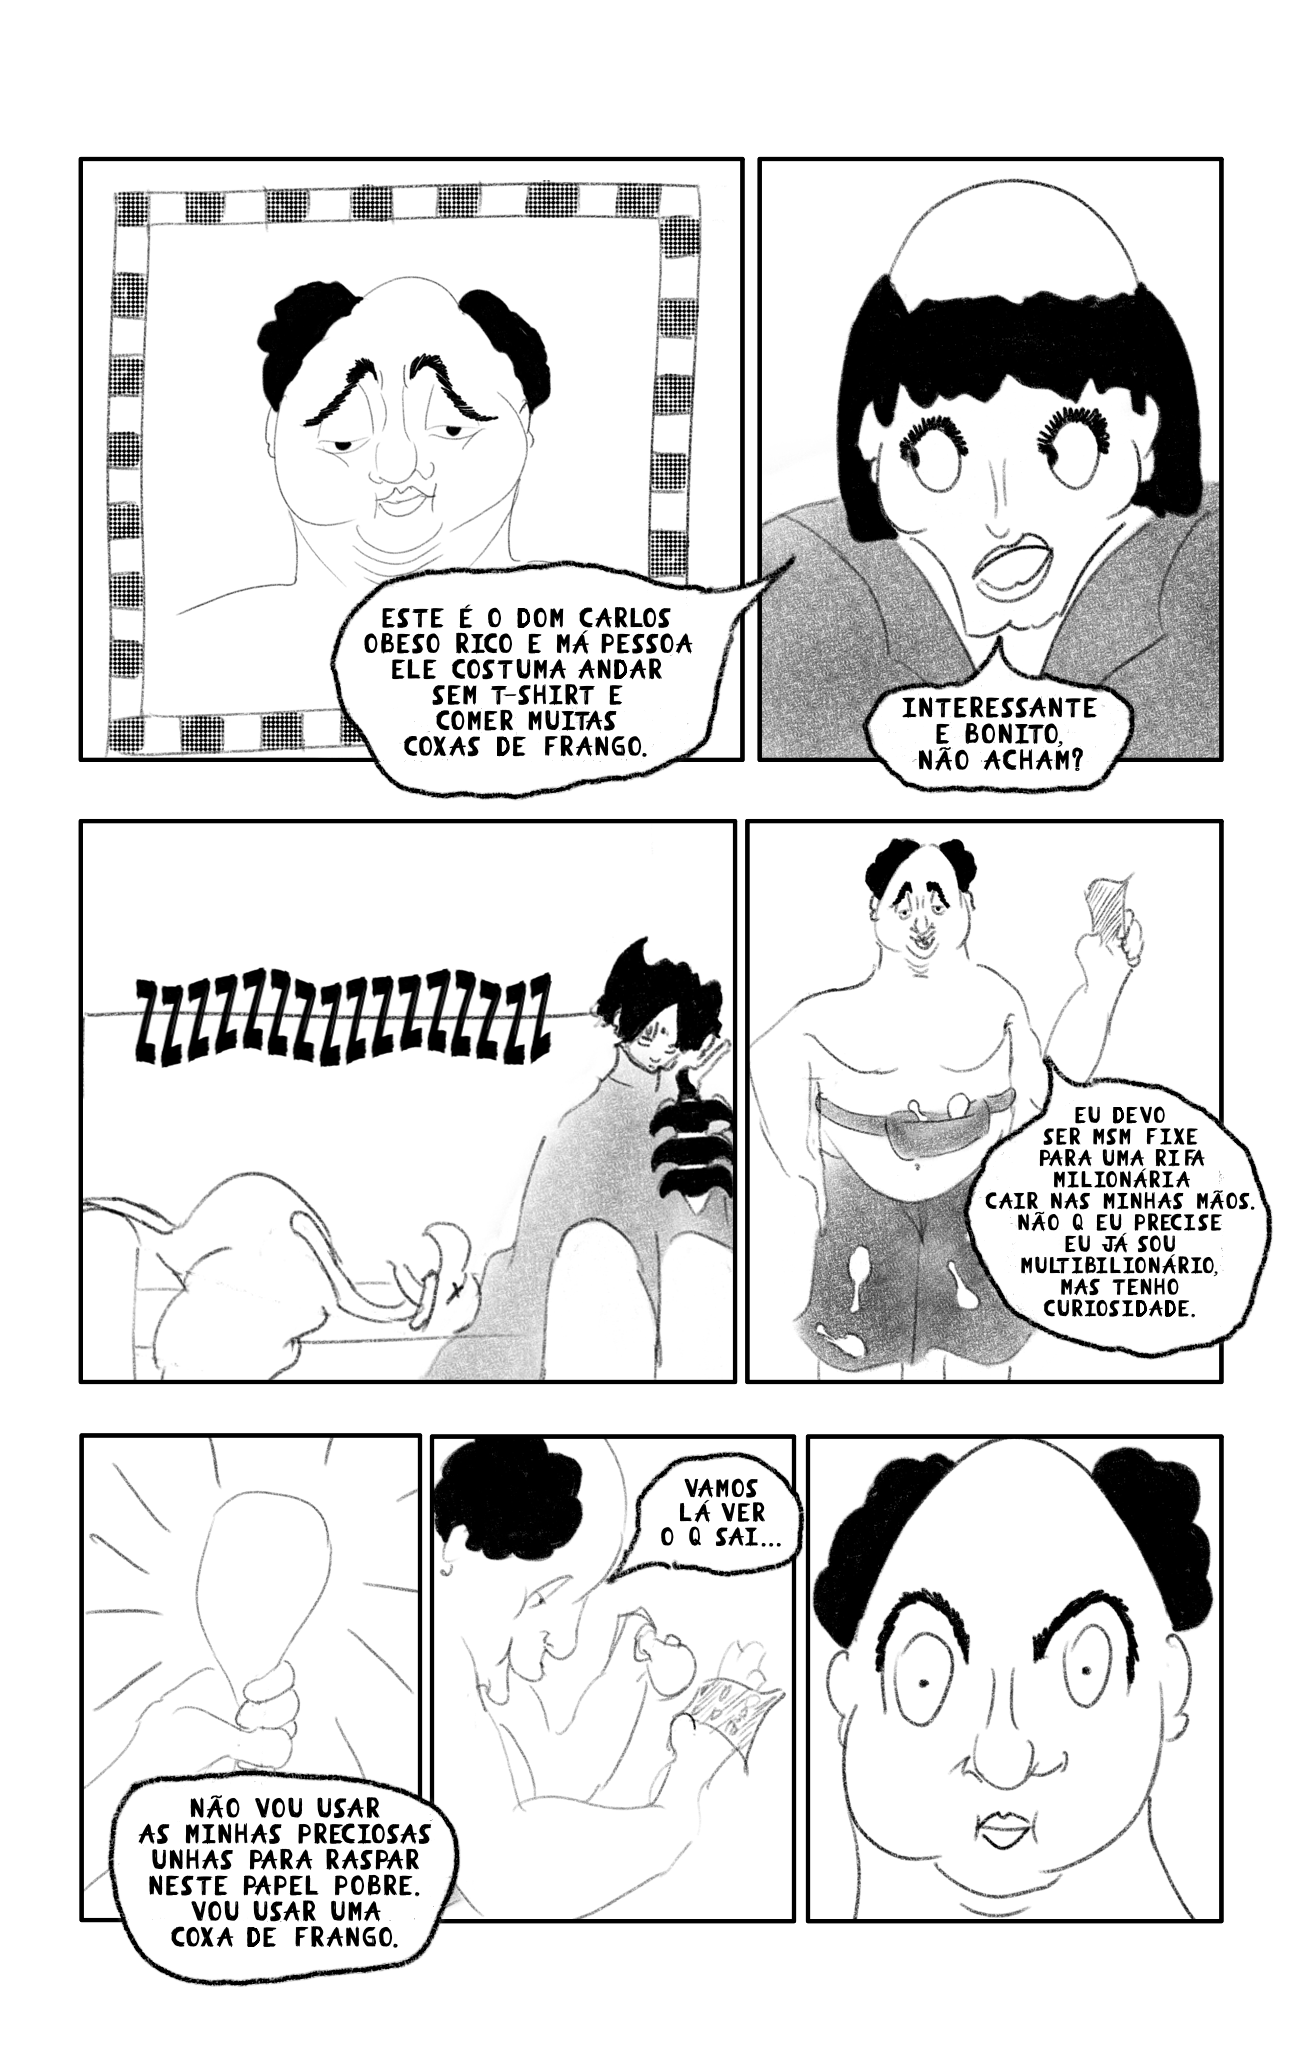 ESTE É O DOM CARLOS
OBESO RICO E MÁ PESSOA
ELE COSTUMA ANDAR
SEM T-SHIRT E
COMER MUITAS
COXAS DE FRANGO.
INTERESSANTE
E BONITO,
NÃO ACHAM?
ZZZZZZZZZZZZZZZZ
EU DEVO
SER MSM FIXE
PARA UMA RIFA
MILIONÁRIA
CAIR NAS MINHAS MÃOS.
NÃO Q EU PRECISE
EU JÁ SOU
MULTIBILIONÁRIO,
MAS TENHO
CURIOSIDADE.
NÃO VOU USAR
AS MINHAS PRECIOSAS
UNHAS PARA RASPAR
NESTE PAPEL POBRE.
VOU USAR UMA
COXA DE FRANGO.
VAMOS
LÁ VER
O Q SAI...